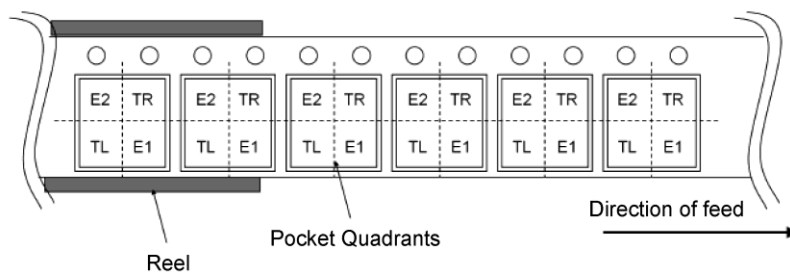 E2 TR E2 TR E2 TR E2 TR E2 TR E2 TR
TL E1 TL E1 TL E1 TL E1 TL E1 TL E1
Direction of feed
Pocket Quadrants
Reel